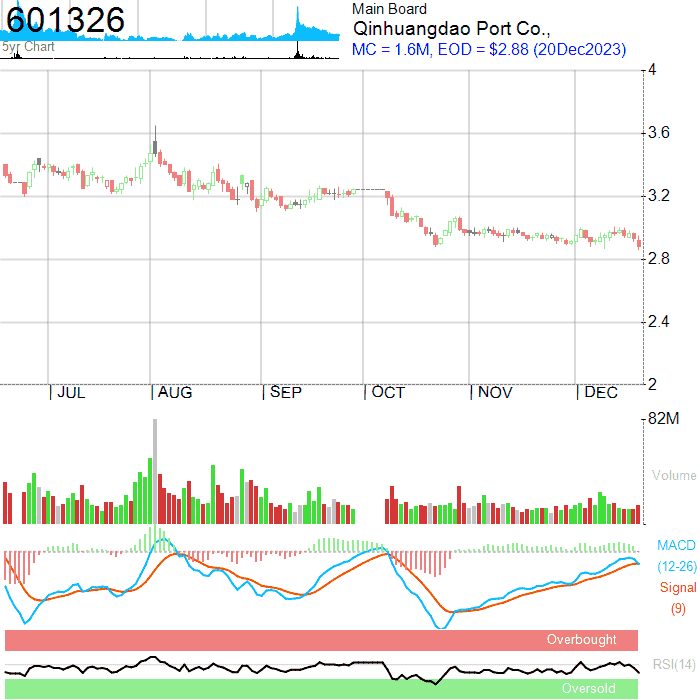 601326
5yr Chart
Main Board
Qinhuangdao Port Co.,
MC = 1.6M, EOD = $2.88 (20Dec2023)
4
3.6
3.2
2.8
2.4
2
JUL AUG SEP OCT NOV DEC
82M
Volume
MACD
(12-26)
Signal
(9)
Overbought
RSI(14)
Oversold